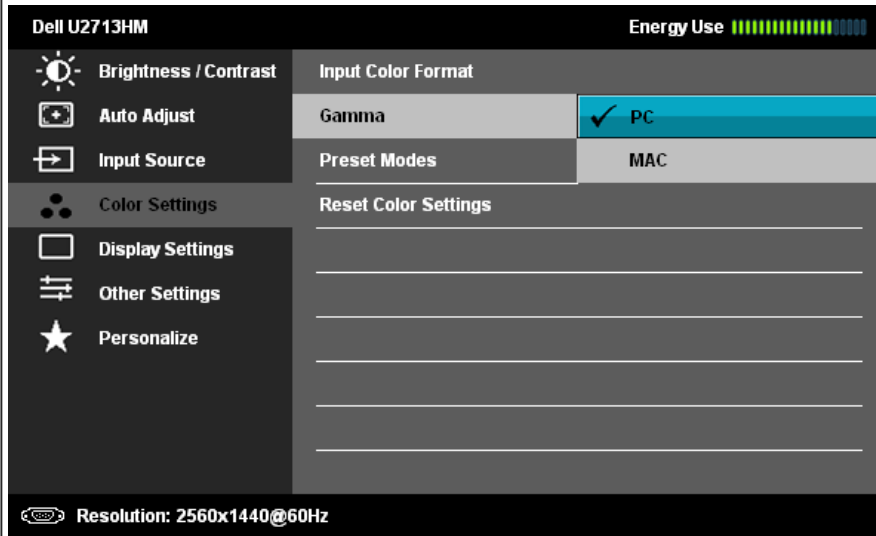 Dell U2713HM Energy Use
Brightness / Contrast Input Color Format
Auto Adjust Gamma PC
Input Source Preset Modes MAC
Color Settings Reset Color Settings
Display Settings
Other Settings
Personalize
Resolution: 2560x1440@60Hz